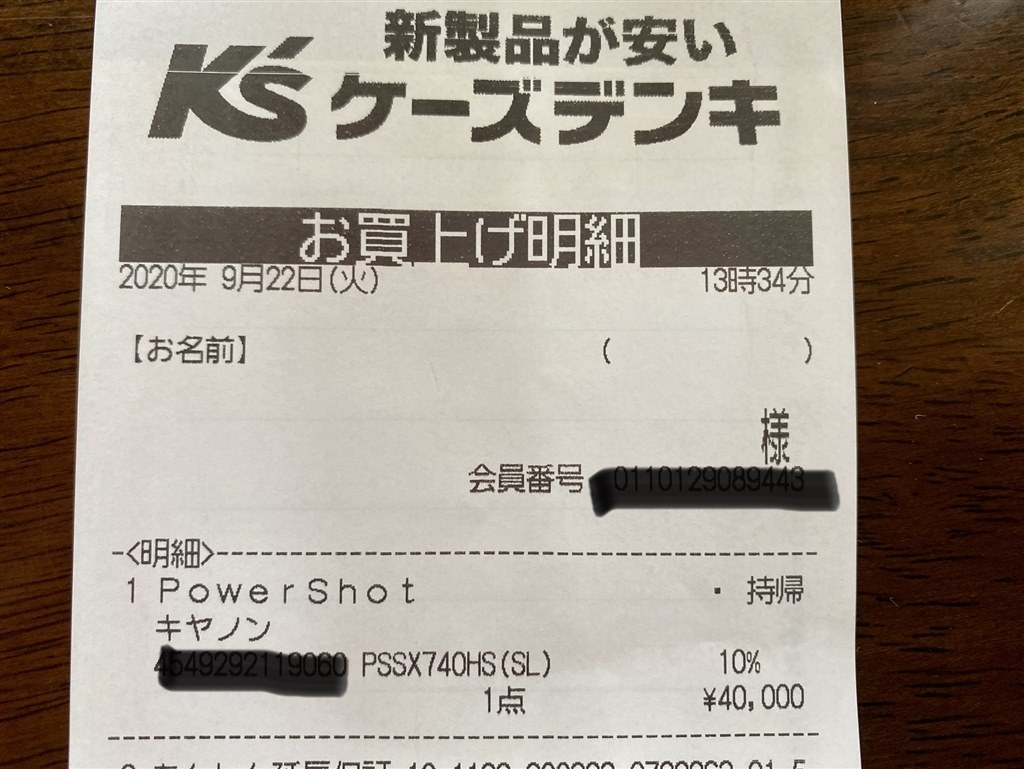 新製品が安い
K's ケーズデンキ
お買上げ明細
2020年 9月22日(火) 13時34分
【お名前】 ( )
様
会員番号
-<明細>-
1 PowerShot ・ 持帰
キヤノン
PSSX740HS(SL) 10%
1点 ¥40,000